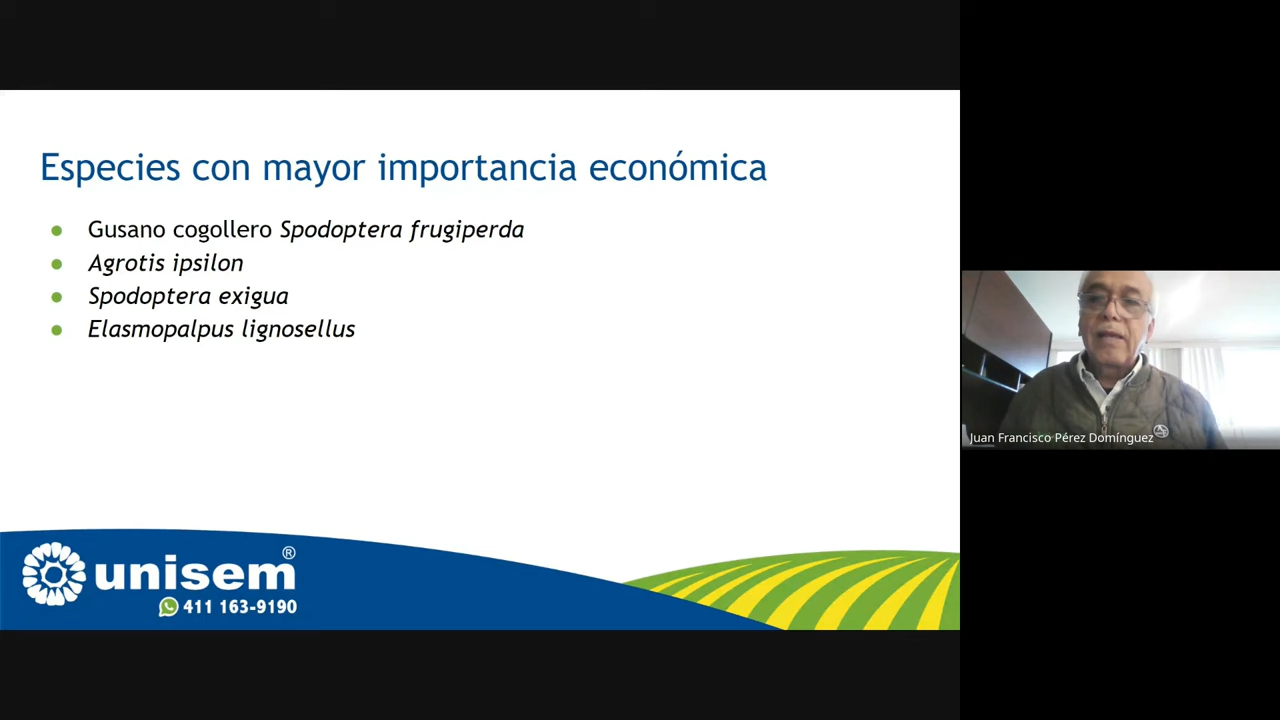 Especies con mayor importancia económica
Gusano cogollero Spodoptera frugiperda
Agrotis ipsilon
Spodoptera exigua
Elasmopalpus lignosellus
unisem®
411 163-9190
Juan Francisco Pérez Domínguez